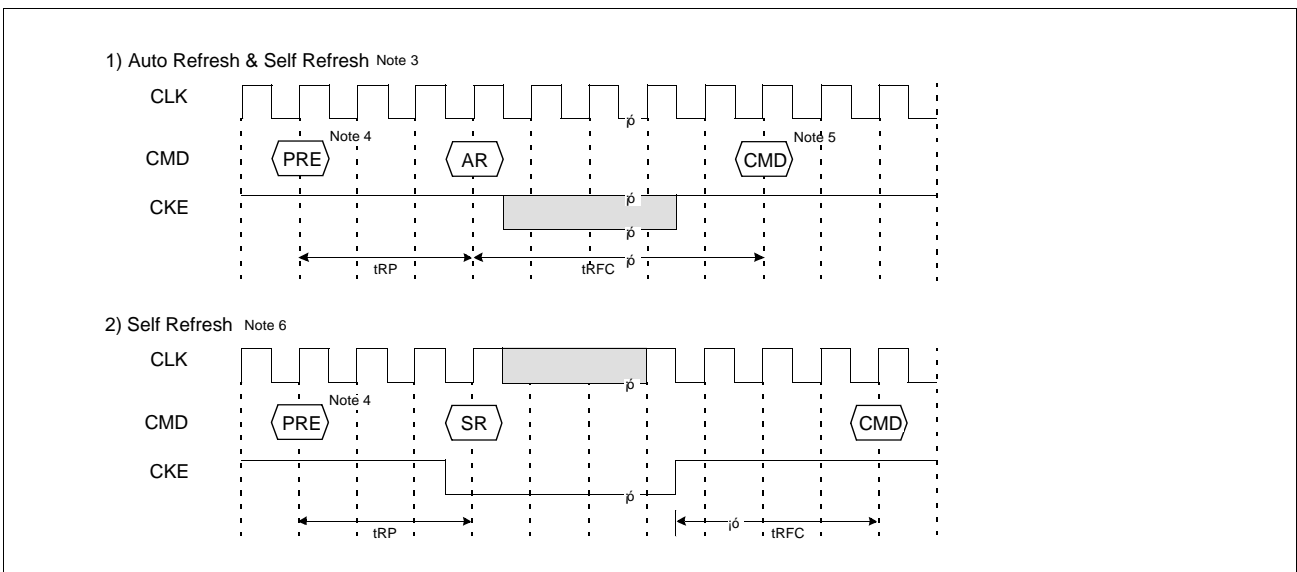 1) Auto Refresh & Self Refresh Note 3
CLK
¡ó
CMD
PRE
Note 4
AR
CMD
Note 5
CKE
¡ó
¡ó
tRP
tRFC
¡ó
2) Self Refresh Note 6
CLK
¡ó
CMD
PRE
Note 4
SR
CMD
CKE
¡ó
tRP
¡ó
tRFC